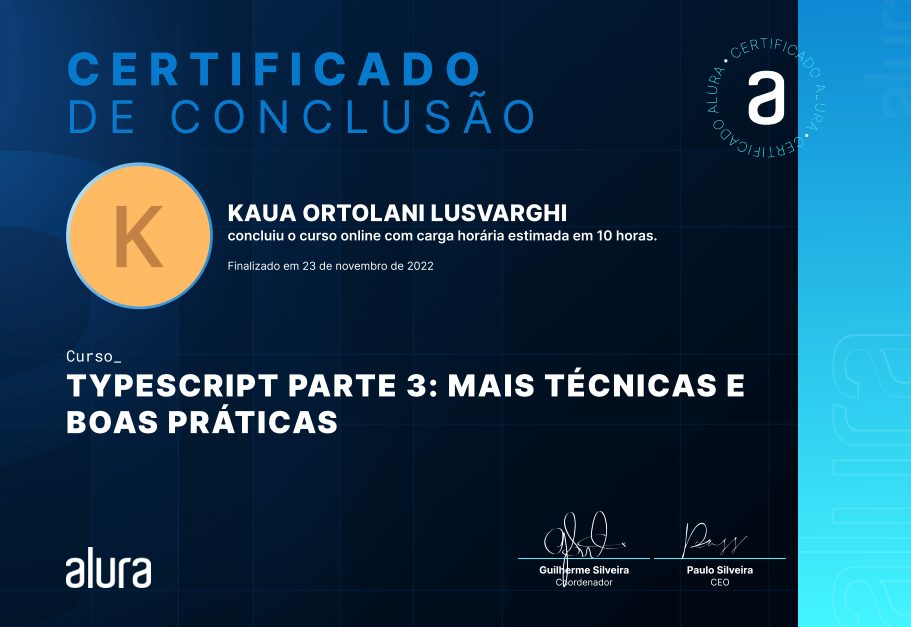 CERTIFICADO
DE CONCLUSÃO
CERTIFICADO ALURA • CERTIFICADO ALURA •
a
K
KAUA ORTOLANI LUSVARGHI
concluiu o curso online com carga horária estimada em 10 horas.
Finalizado em 23 de novembro de 2022
Curso_
TYPESCRIPT PARTE 3: MAIS TÉCNICAS E
BOAS PRÁTICAS
alura
Guilherme Silveira
Coordenador
Paulo Silveira
CEO
alura
alura
alura